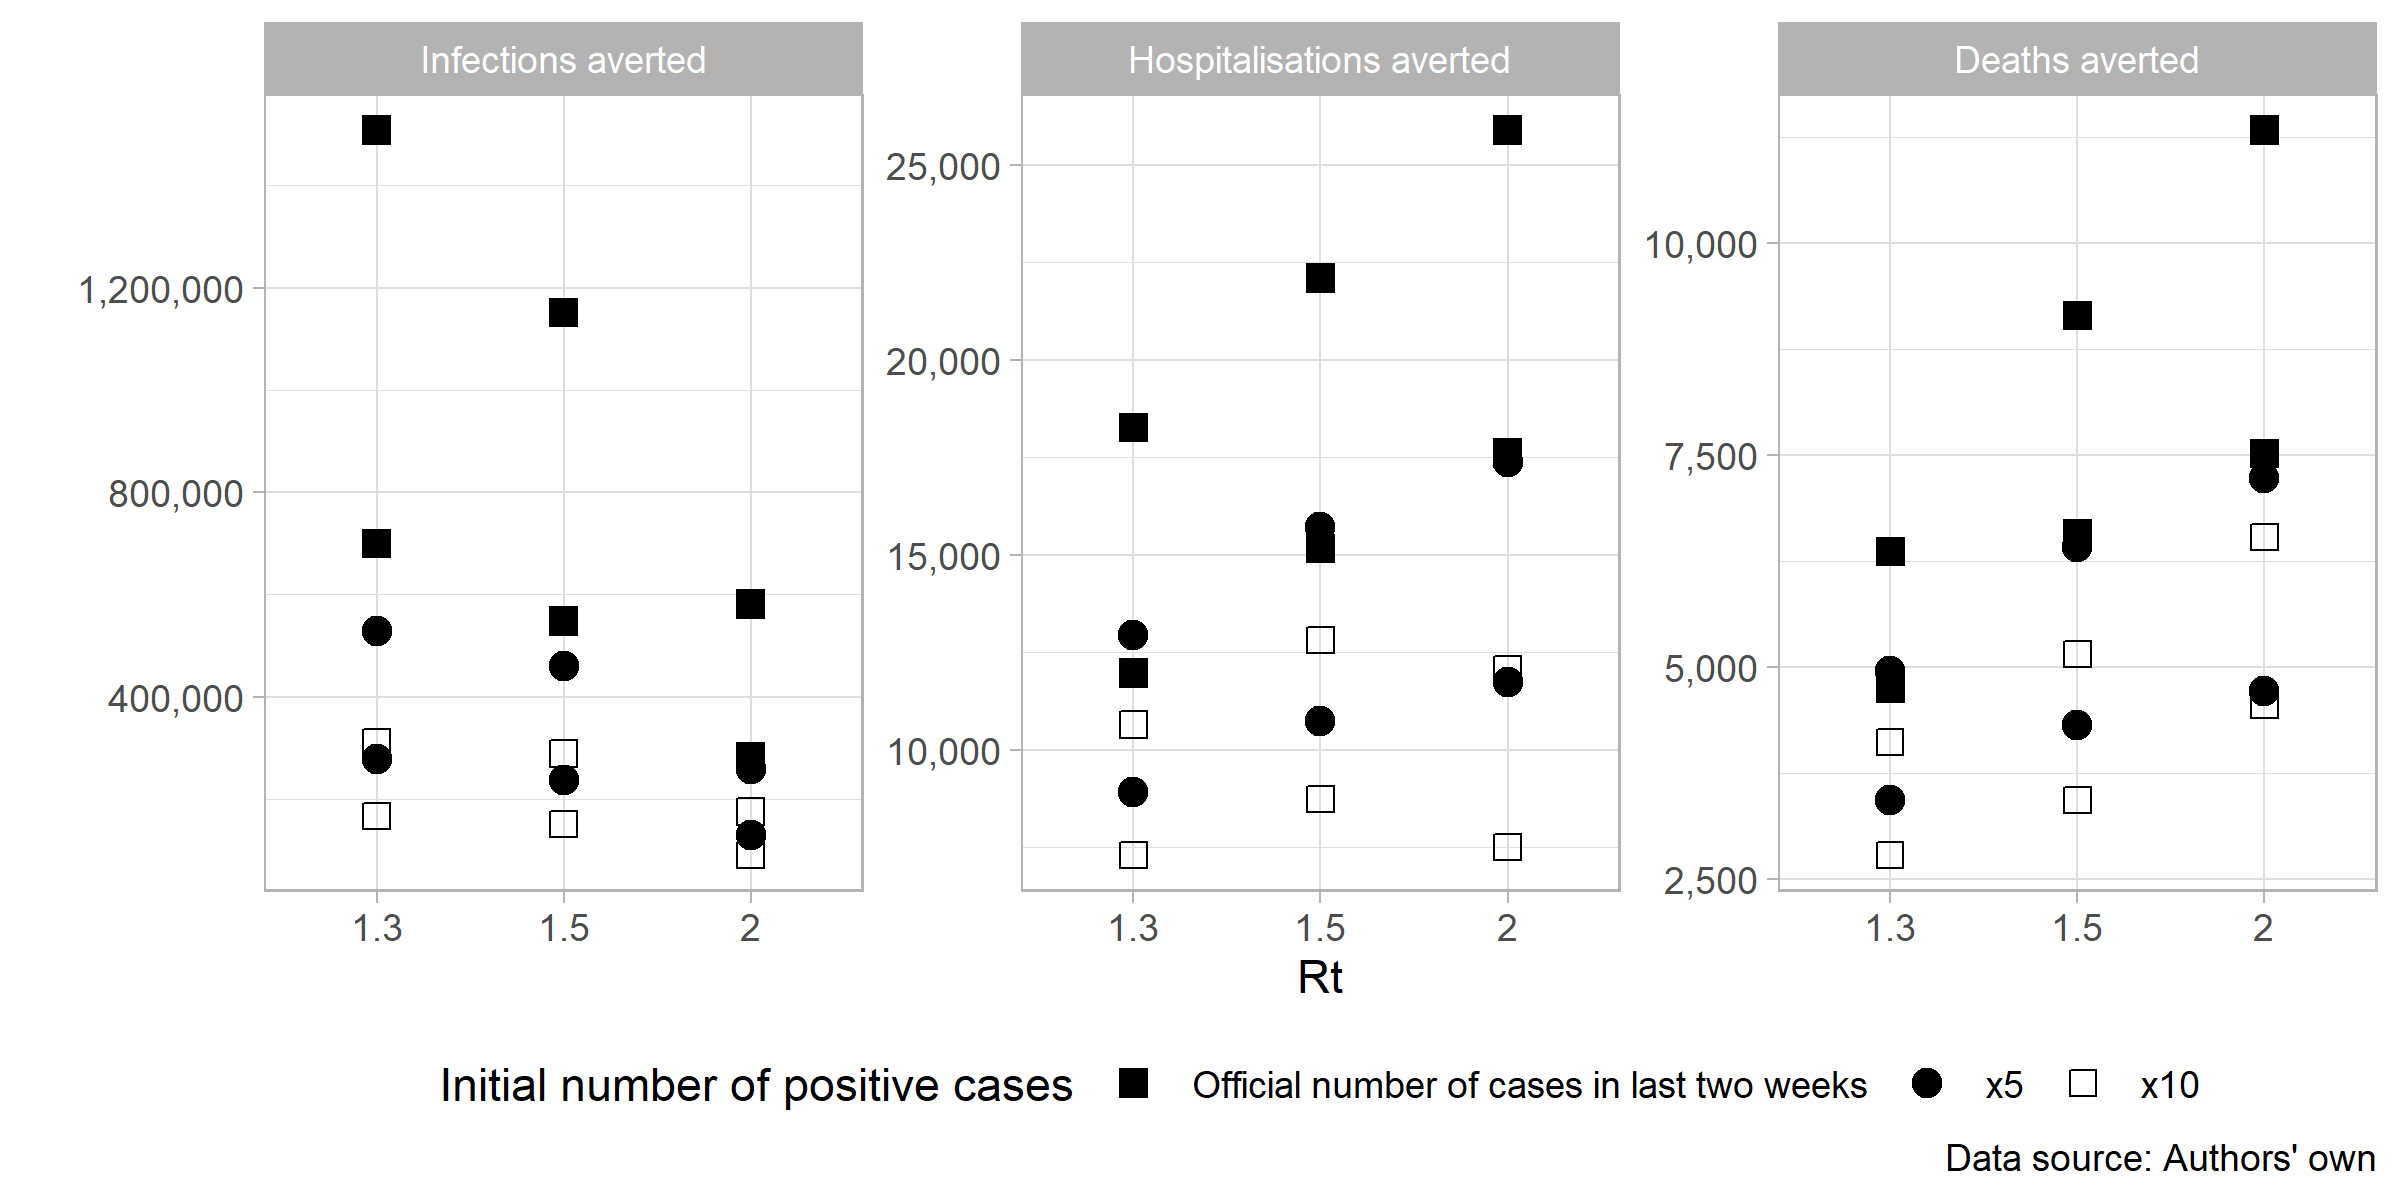 Infections averted
Hospitalisations averted
Deaths averted
1,200,000
800,000
400,000
25,000
20,000
15,000
10,000
10,000
7,500
5,000
2,500
1.3 1.5 2
1.3 1.5 2
1.3 1.5 2
Rt
Initial number of positive cases Official number of cases in last two weeks x5 x10
Data source: Authors' own